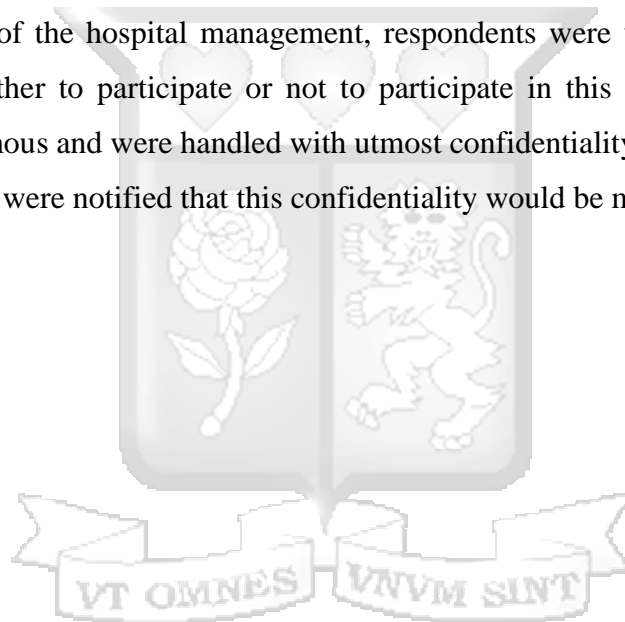 of the hospital management, respondents were
ther to participate or not to participate in this
nous and were handled with utmost confidentiality
were notified that this confidentiality would be
VT OMNES VNVM SINT